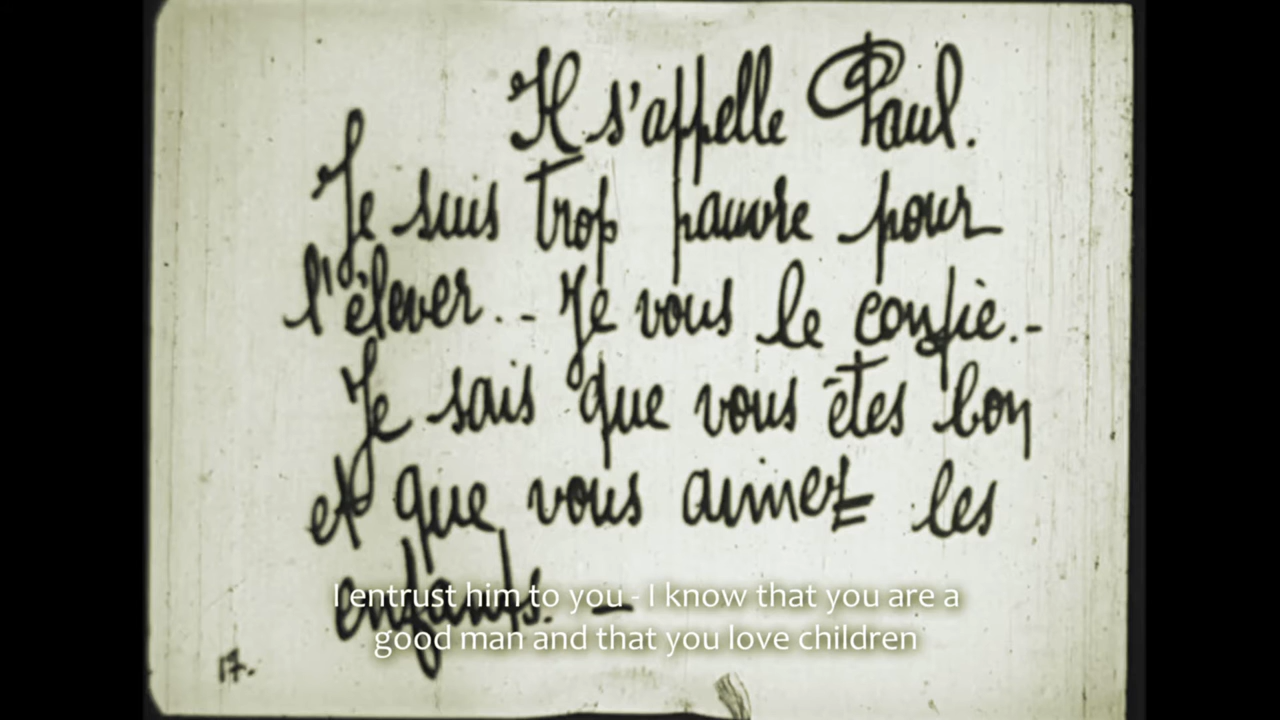 Il s'appelle Paul.
Je suis trop pauvre pour
l'élever.. - Je vous le confie. -
Je sais que vous êtes bon
et que vous aimez les
enfants. —
I entrust him to you - I know that you are a
good man and that you love children
17.